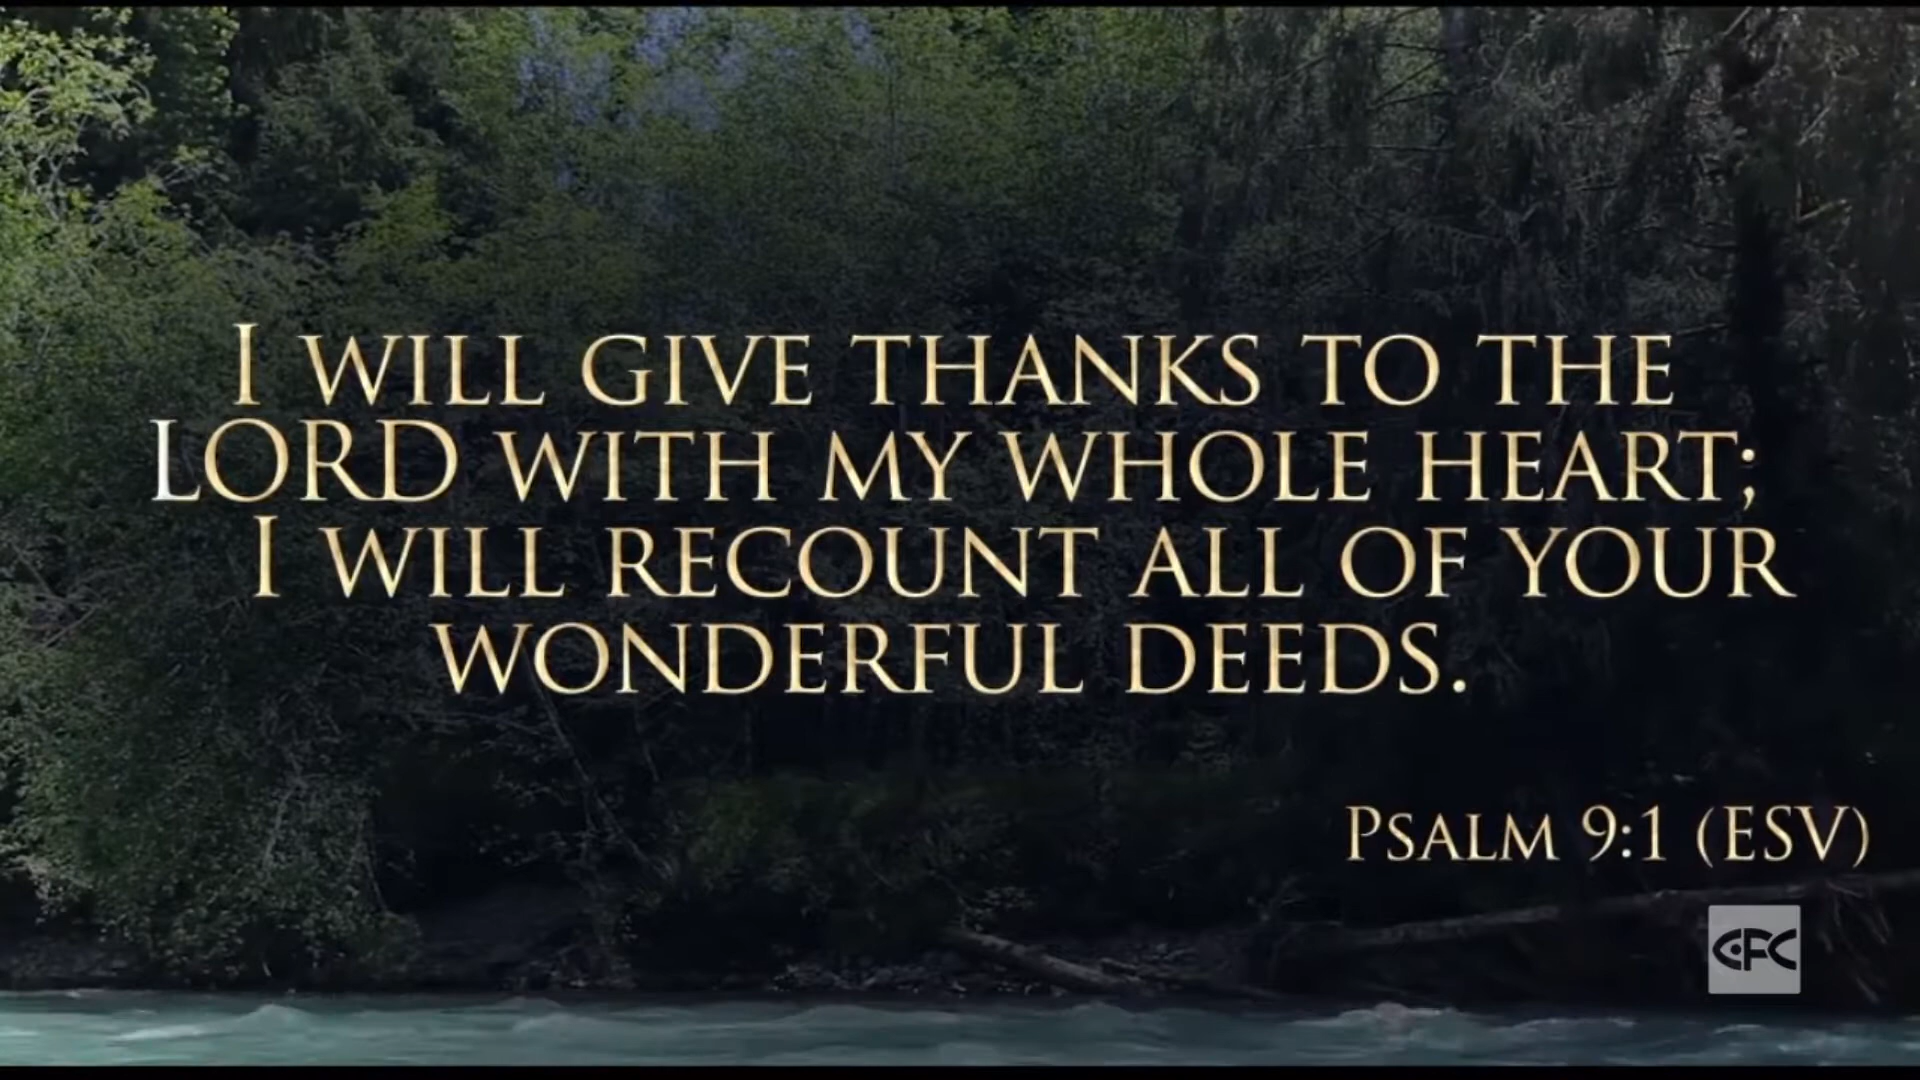 I WILL GIVE THANKS TO THE
LORD WITH MY WHOLE HEART;
I WILL RECOUNT ALL OF YOUR
WONDERFUL DEEDS.
PSALM 9:1 (ESV)
CFC